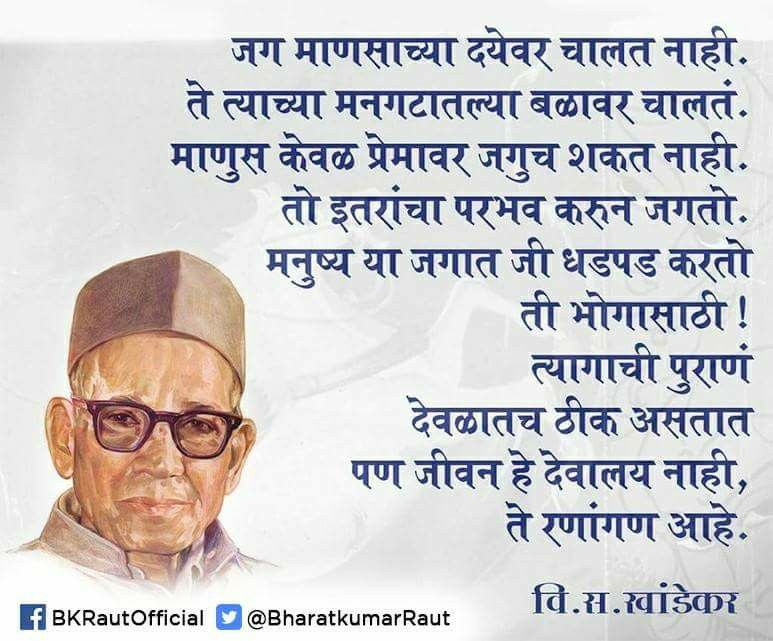 जग माणसाच्या दयेवर चालत नाही.
ते त्याच्या मनगटातल्या बळावर चालतं.
माणुस केवळ प्रेमावर जगुच शकत नाही.
तो इतरांचा परभव करुन जगतो.
मनुष्य या जगात जी धडपड करतो
ती भोगासाठी !
त्यागाची पुराणं
देवळातच ठीक असतात
पण जीवन हे देवालय नाही,
ते रणांगण आहे.
वि.स.खांडेकर
BKRautOfficial @BharatkumarRaut